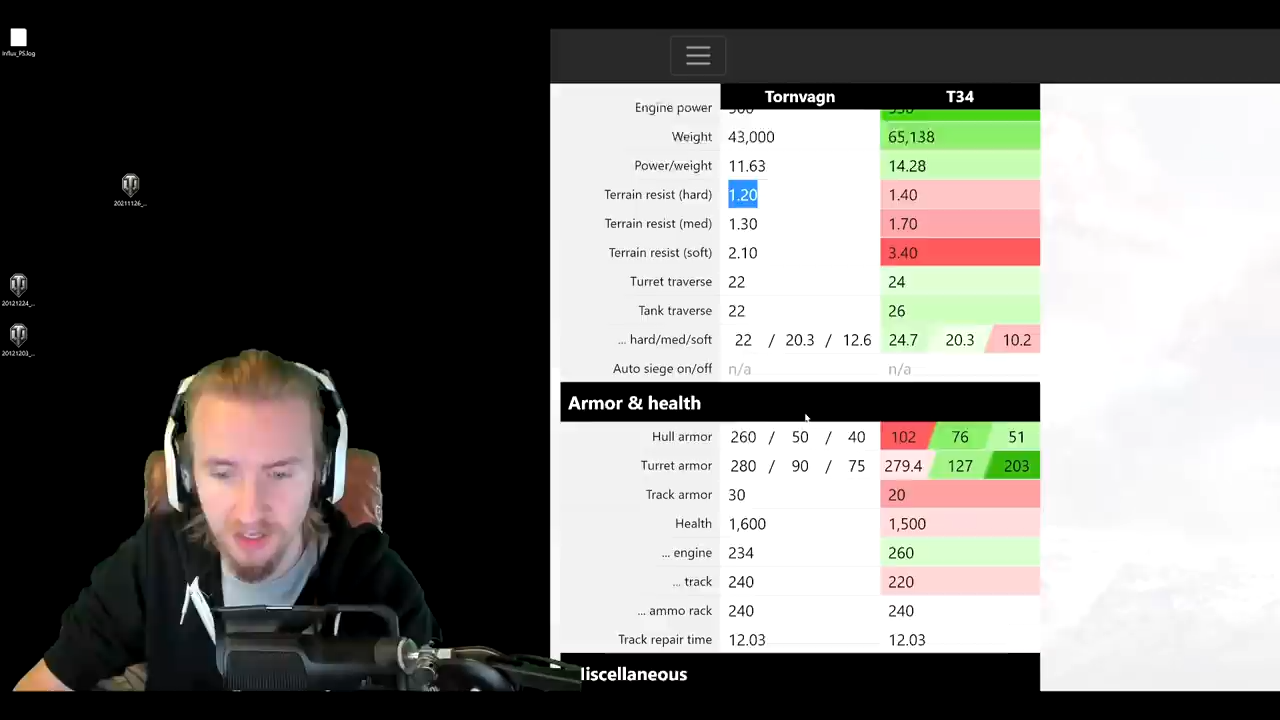 Influx_PS.log
20211126_...
20121224_...
20121203_...
Tornvagn T34
Engine power
Weight 43,000 65,138
Power/weight 11.63 14.28
Terrain resist (hard) 1.20 1.40
Terrain resist (med) 1.30 1.70
Terrain resist (soft) 2.10 3.40
Turret traverse 22 24
Tank traverse 22 26
... hard/med/soft 22 / 20.3 / 12.6 24.7 20.3 10.2
Auto siege on/off n/a n/a
Armor & health
Hull armor 260 / 50 / 40 102 76 51
Turret armor 280 / 90 / 75 279.4 127 203
Track armor 30 20
Health 1,600 1,500
... engine 234 260
... track 240 220
... ammo rack 240 240
Track repair time 12.03 12.03
liscellaneous